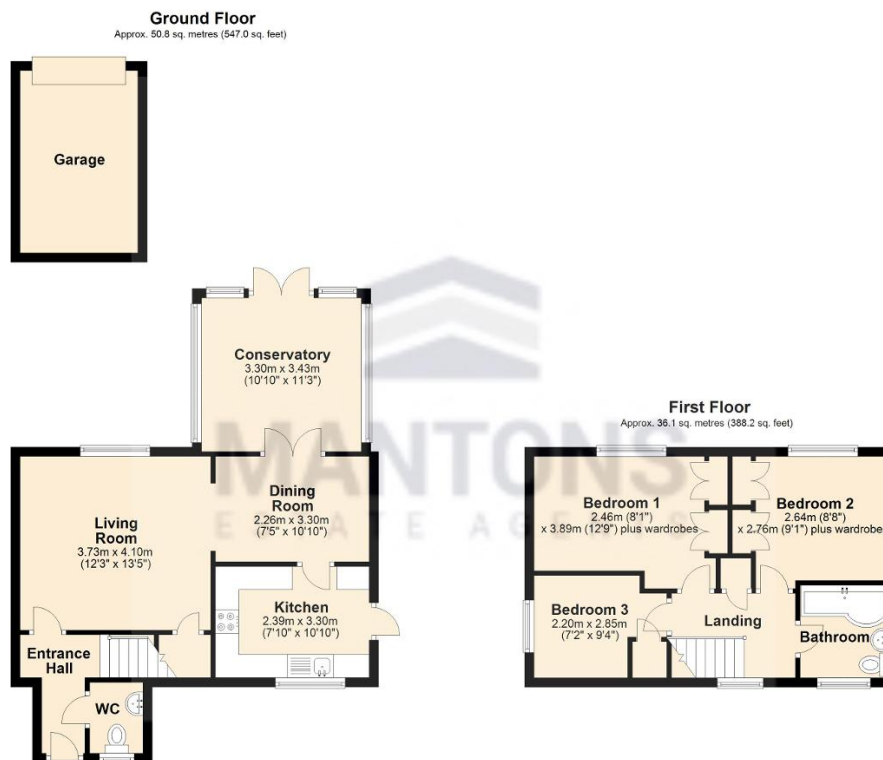 Ground Floor
Approx. 50.8 sq. metres (547.0 sq. feet)
Garage
Conservatory
3.30m x 3.43m
(10'10" x 11'3")
MANTONS
ESTATE AGENTS
Living
Room
3.73m x 4.10m
(12'3" x 13'5")
Dining
Room
2.26m x 3.30m
(7'5" x 10'10")
Kitchen
2.39m x 3.30m
(7'10" x 10'10")
Entrance
Hall
WC
First Floor
Approx. 36.1 sq. metres (388.2 sq. feet)
Bedroom 1
2.46m (8'1")
x 3.89m (12'9") plus wardrobes
Bedroom 2
2.64m (8'8")
x 2.76m (9'1") plus wardrobes
Bedroom 3
2.20m x 2.85m
(7'2" x 9'4")
Landing
Bathroom